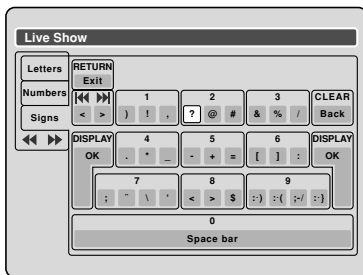 Live Show
Letters
Numbers
Signs
RETURN
Exit
< >
1
) ! ,
2
? @ #
3
& % /
CLEAR
Back
DISPLAY
OK
4
. * _
5
- + =
6
[ ] :
DISPLAY
OK
7
; ¨ \ '
8
< > $
9
:·) :·( ;-/ :·}
0
Space bar